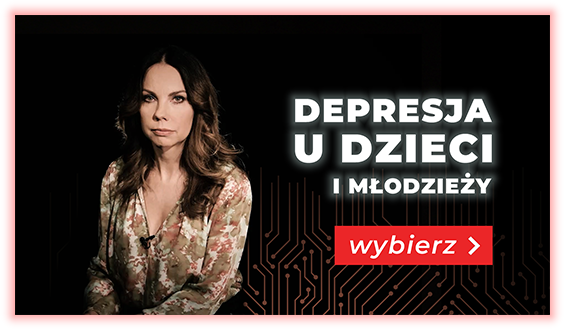 DEPRESJA
U DZIECI
I MŁODZIEŻY
wybierz